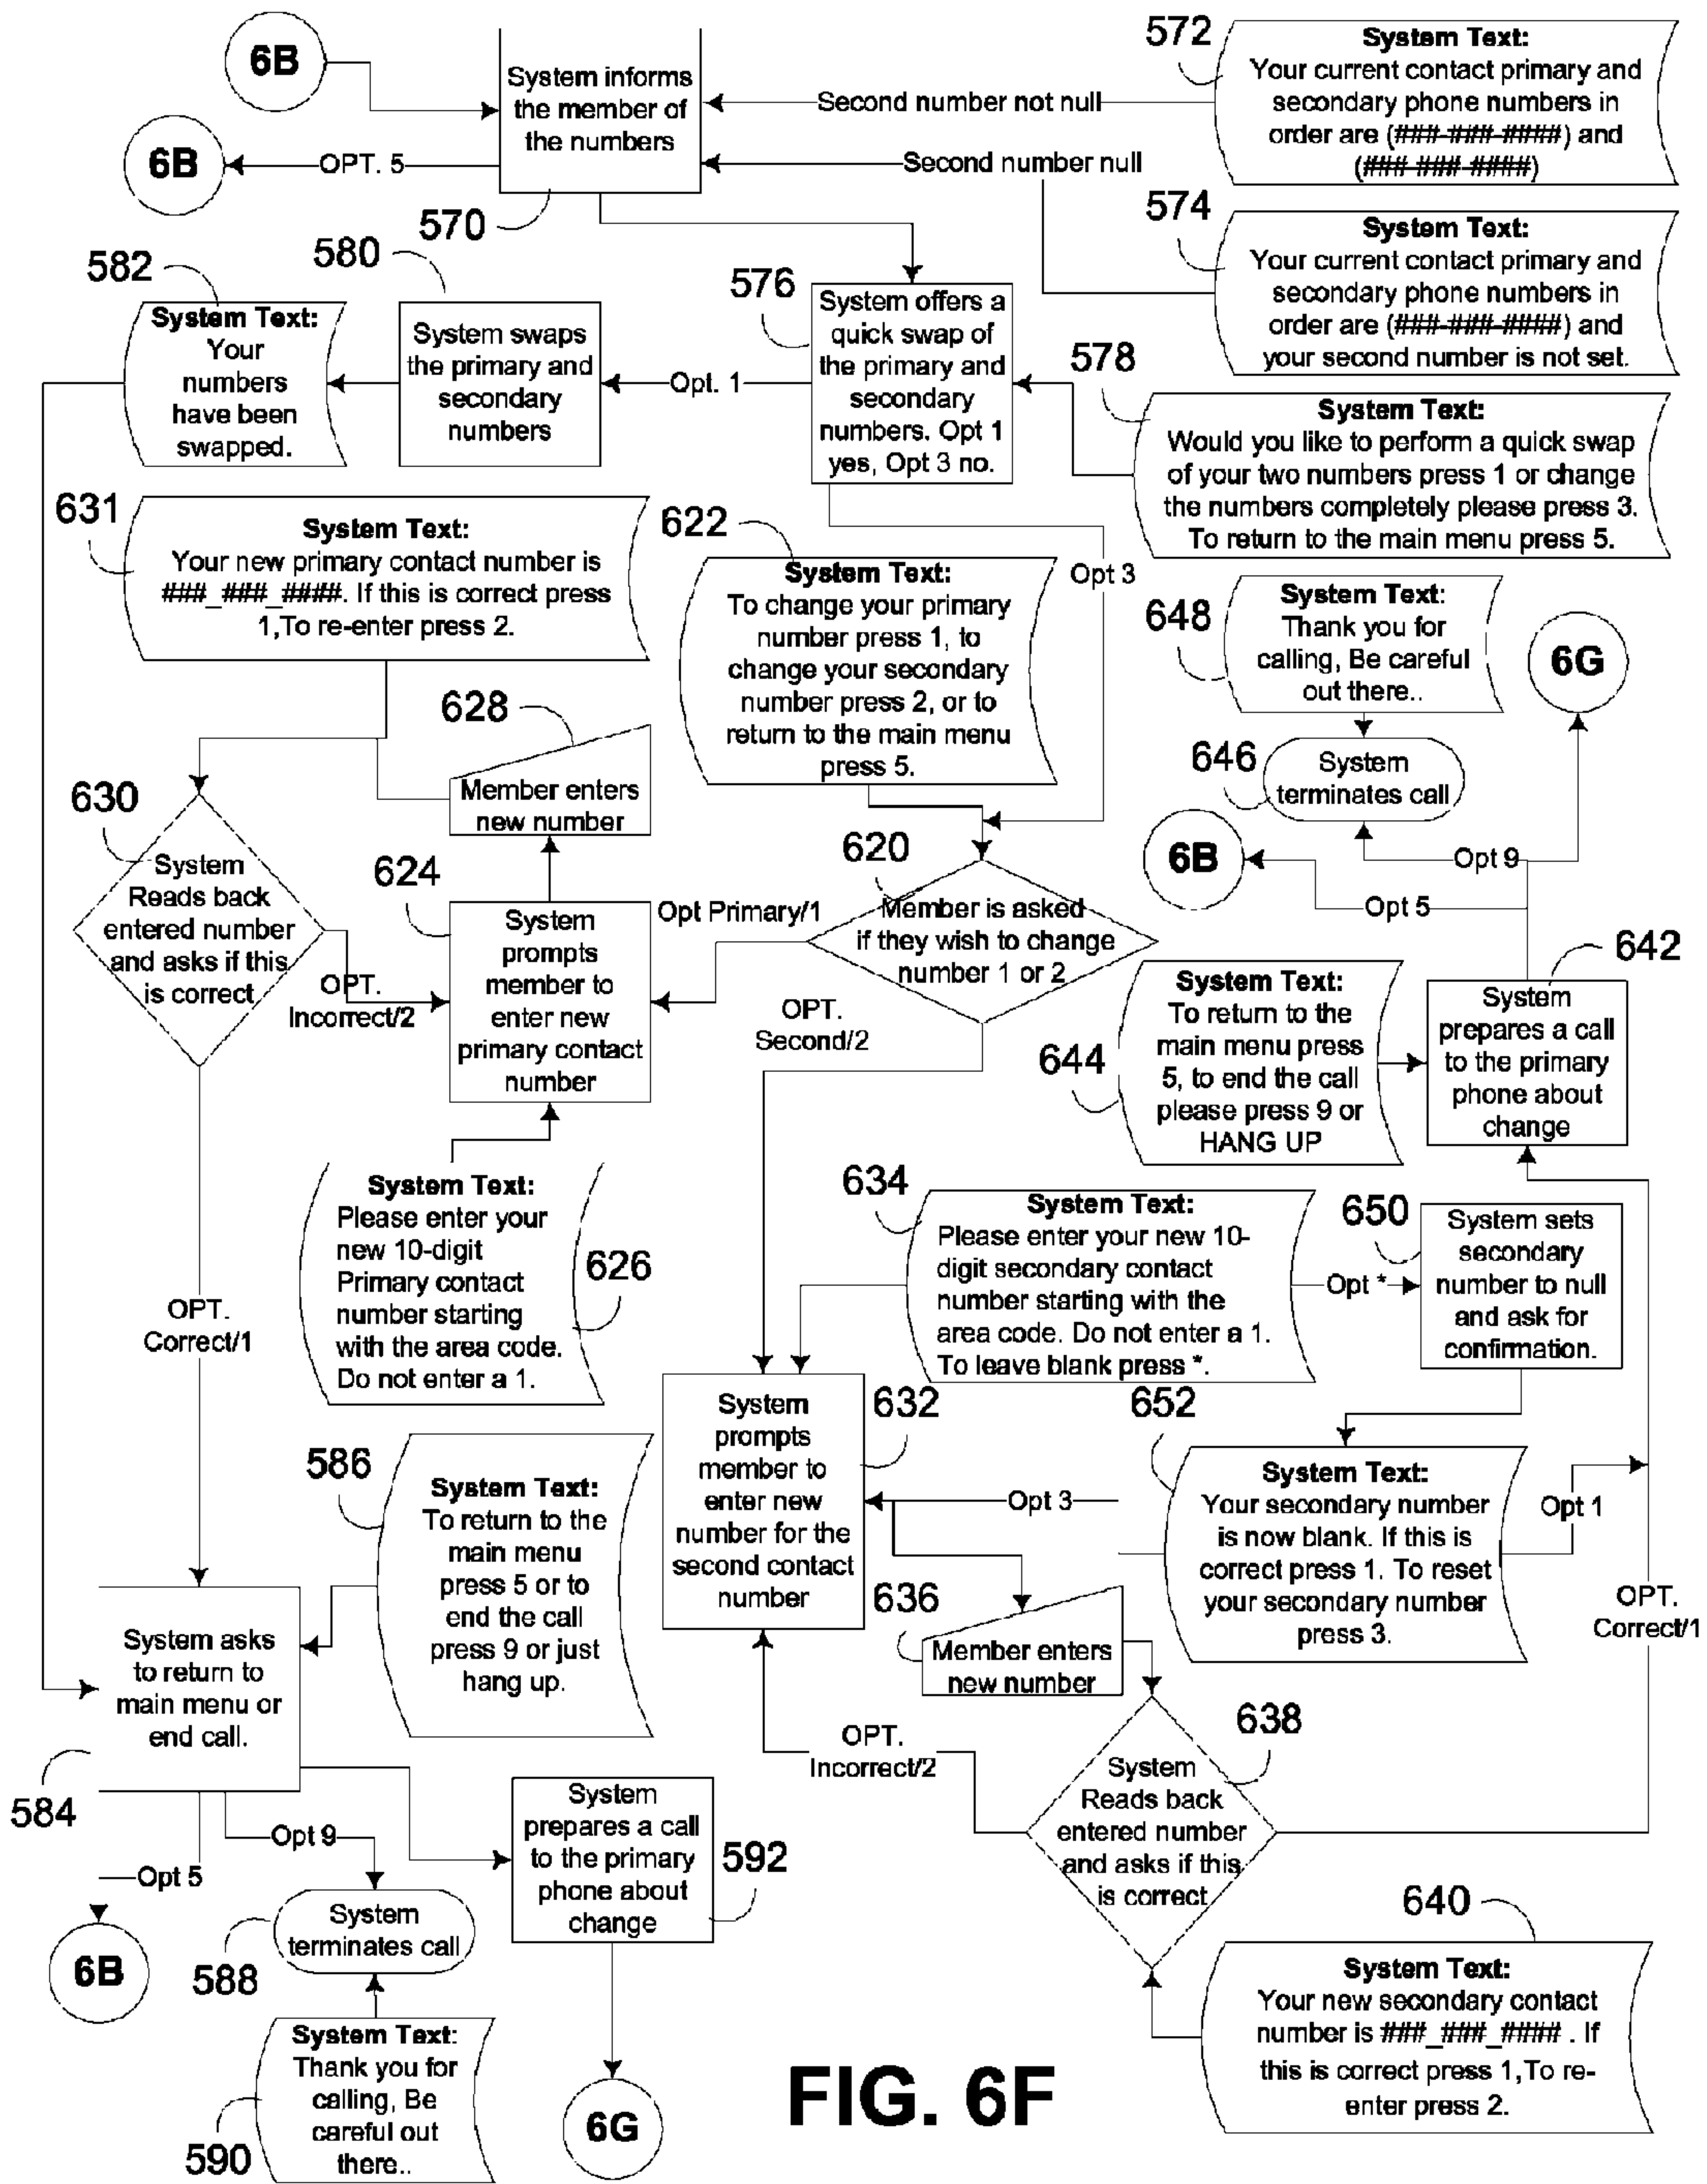 6B
System informs
the member of
the numbers
Second number not null
572
System Text:
Your current contact primary and
secondary phone numbers in
order are (###-###-####) and
(###-###-####)
6B
OPT. 5
Second number null
570
574
System Text:
Your current contact primary and
secondary phone numbers in
order are (###-###-####) and
your second number is not set.
582
System Text:
Your
numbers
have been
swapped.
580
System swaps
the primary and
secondary
numbers
Opt. 1
576
System offers a
quick swap of
the primary and
secondary
numbers. Opt 1
yes, Opt 3 no.
578
System Text:
Would you like to perform a quick swap
of your two numbers press 1 or change
the numbers completely please press 3.
To return to the main menu press 5.
631
System Text:
Your new primary contact number is
###_###_####. If this is correct press
1,To re-enter press 2.
622
System Text:
To change your primary
number press 1, to
change your secondary
number press 2, or to
return to the main menu
press 5.
Opt 3
648
System Text:
Thank you for
calling, Be careful
out there..
6G
628
Member enters
new number
646
System
terminates call
630
System
Reads back
entered number
and asks if this
is correct
OPT.
Incorrect/2
624
System
prompts
member to
enter new
primary contact
number
Opt Primary/1
620
Member is asked
if they wish to change
number 1 or 2
OPT.
Second/2
6B
Opt 9
Opt 5
642
System
prepares a call
to the primary
phone about
change
644
System Text:
To return to the
main menu press
5, to end the call
please press 9 or
HANG UP
OPT.
Correct/1
System Text:
Please enter your
new 10-digit
Primary contact
number starting
with the area code.
Do not enter a 1.
626
634
System Text:
Please enter your new 10-
digit secondary contact
number starting with the
area code. Do not enter a 1.
To leave blank press *.
Opt *
650
System sets
secondary
number to null
and ask for
confirmation.
586
System Text:
To return to the
main menu
press 5 or to
end the call
press 9 or just
hang up.
System
prompts
member to
enter new
number for the
second contact
number
632
Opt 3
652
System Text:
Your secondary number
is now blank. If this is
correct press 1. To reset
your secondary number
press 3.
Opt 1
OPT.
Correct/1
636
Member enters
new number
System asks
to return to
main menu or
end call.
584
OPT.
Incorrect/2
638
System
Reads back
entered number
and asks if this
is correct
Opt 9
Opt 5
System
prepares a call
to the primary
phone about
change
592
6B
588
System
terminates call
640
System Text:
Your new secondary contact
number is ###_###_#### . If
this is correct press 1,To re-
enter press 2.
590
System Text:
Thank you for
calling, Be
careful out
there..
6G
FIG. 6F